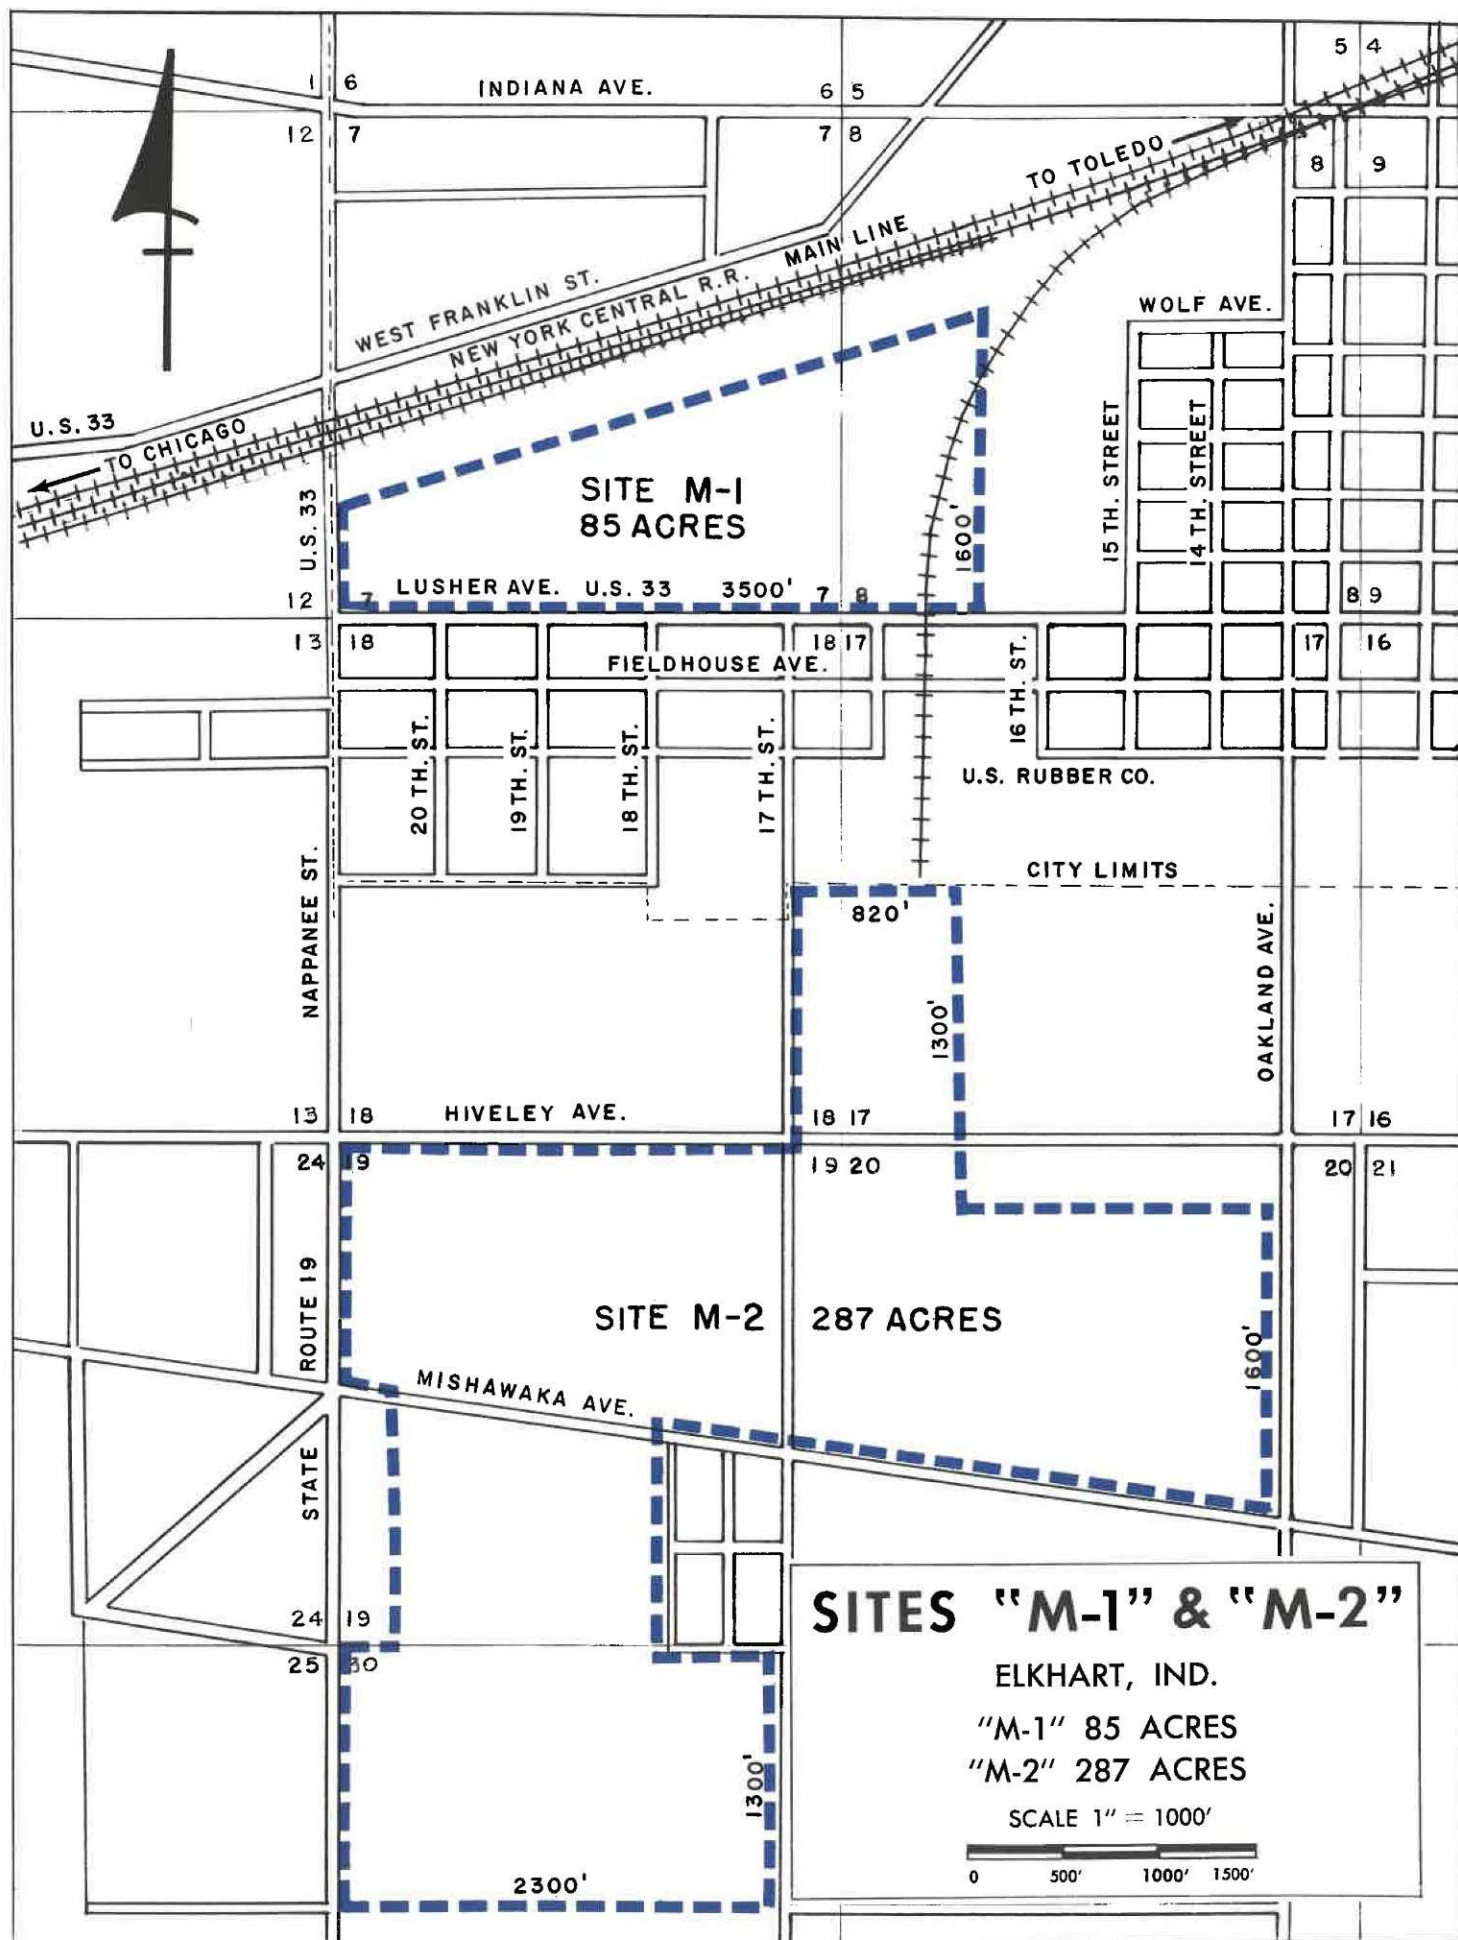 5 4
1 6
INDIANA AVE.
6 5
12 7
7 8
TO TOLEDO
8 9
MAIN LINE
WEST FRANKLIN ST.
NEW YORK CENTRAL R.R.
WOLF AVE.
U.S. 33
TO CHICAGO
U.S. 33
SITE M-1
85 ACRES
1600'
15 TH. STREET
14 TH. STREET
12 7
LUSHER AVE. U.S. 33 3500'
7 8
8 9
13 18
FIELDHOUSE AVE.
18 17
16 TH. ST.
17 16
20 TH. ST.
19 TH. ST.
18 TH. ST.
17 TH. ST.
U.S. RUBBER CO.
NAPPANEE ST.
CITY LIMITS
820'
1300'
OAKLAND AVE.
13 18
HIVELEY AVE.
18 17
17 16
24 19
19 20
20 21
ROUTE 19
SITE M-2 287 ACRES
1600'
MISHAWAKA AVE.
STATE
24 19
25 30
1300'
2300'
SITES "M-1" & "M-2"
ELKHART, IND.
"M-1" 85 ACRES
"M-2" 287 ACRES
SCALE 1" = 1000'
0 500' 1000' 1500'